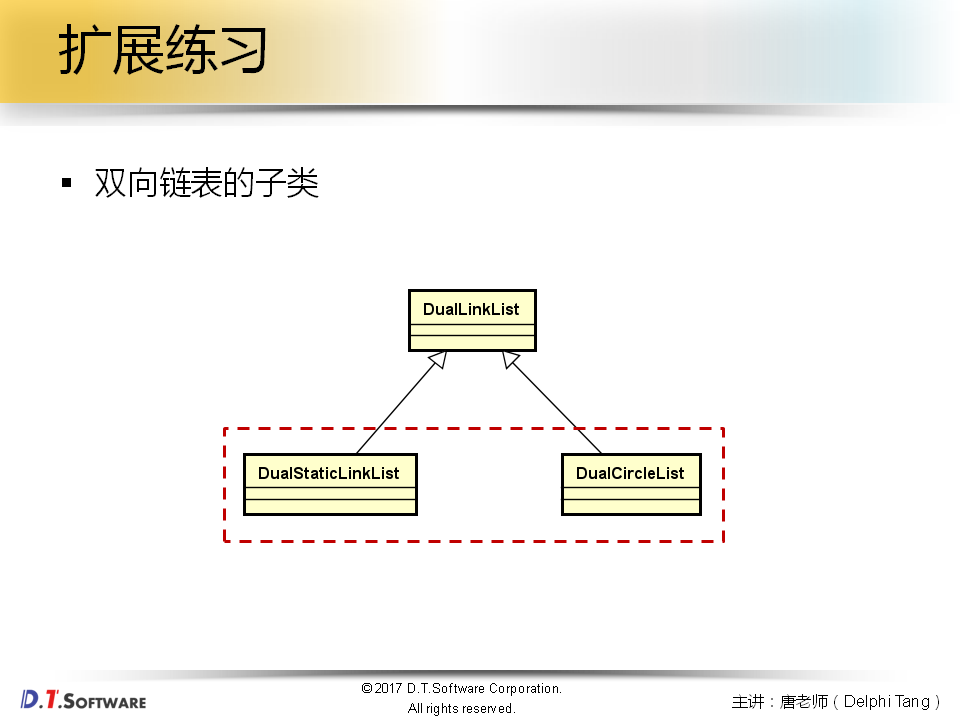 扩展练习
▪ 双向链表的子类
DualLinkList
DualStaticLinkList
DualCircleList
©2017 D.T.Software Corporation.
All rights reserved.
D.T.SOFTWARE
主讲：唐老师（Delphi Tang）